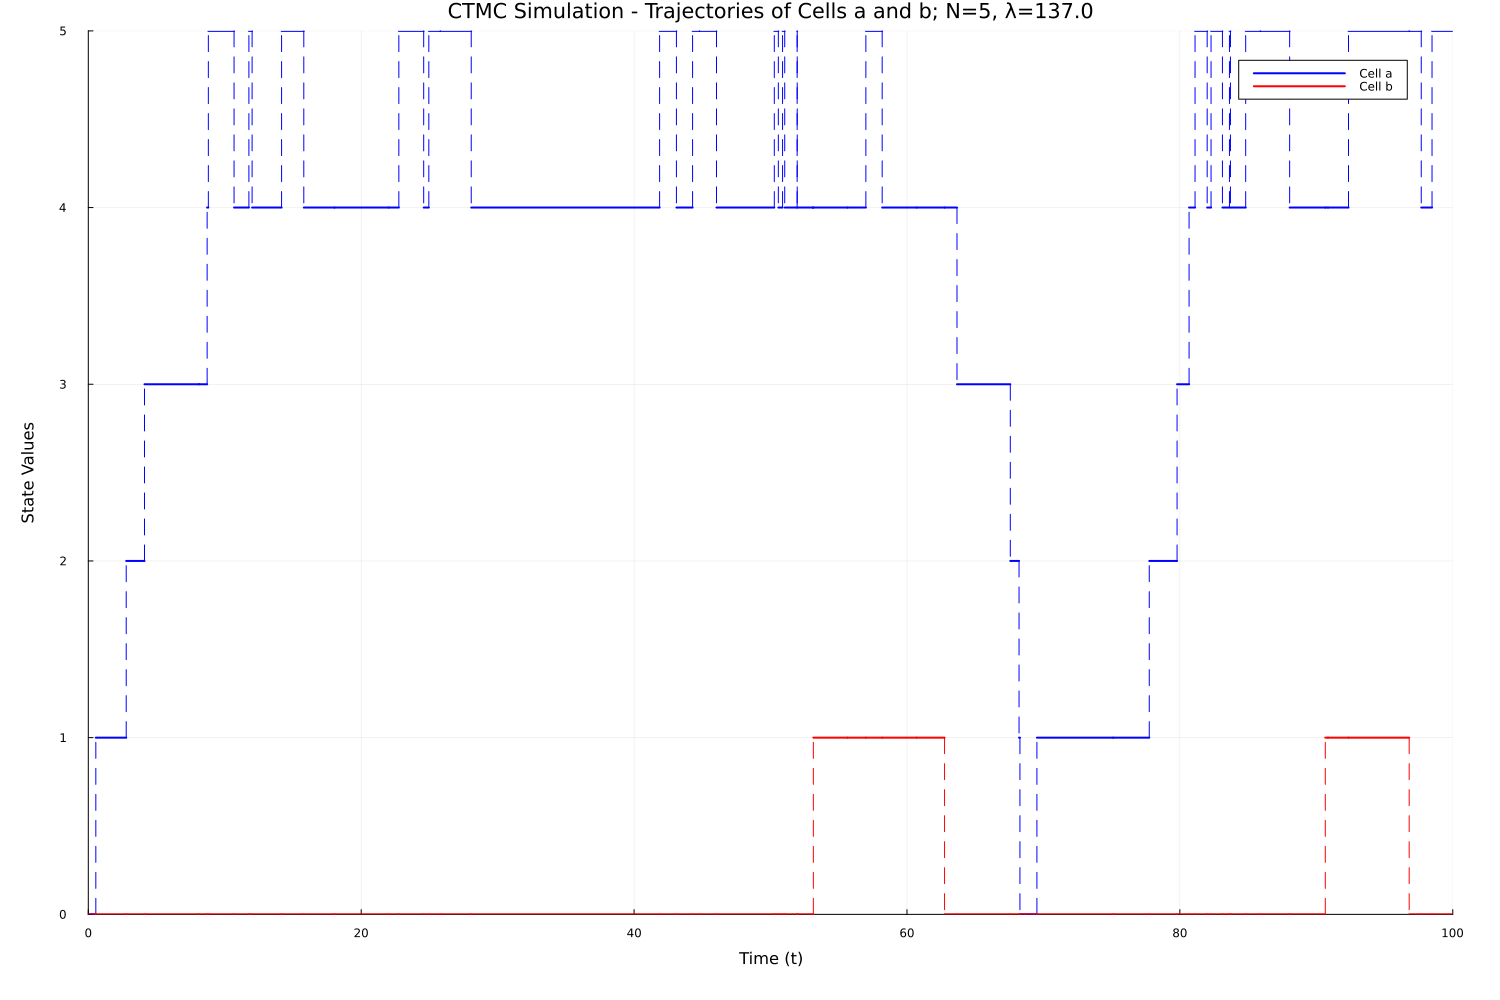 CTMC Simulation - Trajectories of Cells a and b; N=5, λ=137.0
5
Cell a
Cell b
4
3
State Values
2
1
0
0 20 40 60 80 100
Time (t)